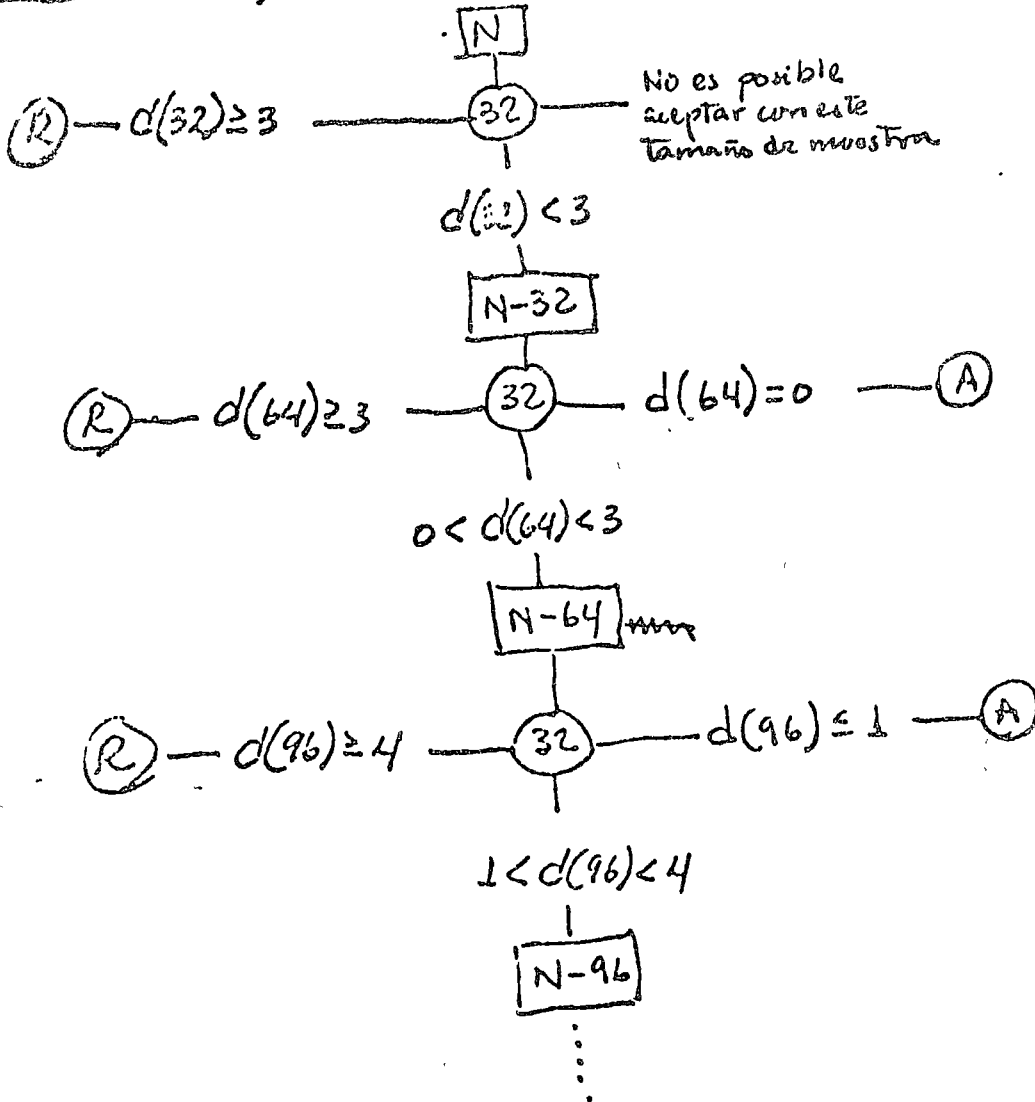 N
R d(32)≥3 32 No es posible
aceptar con este
tamaño de muestra
d(32) <3
N-32
R d(64)≥3 32 d(64)=0 A
0 < d(64) < 3
N-64
R d(96)≥4 32 d(96) ≤ 1 A
1 < d(96) < 4
N-96